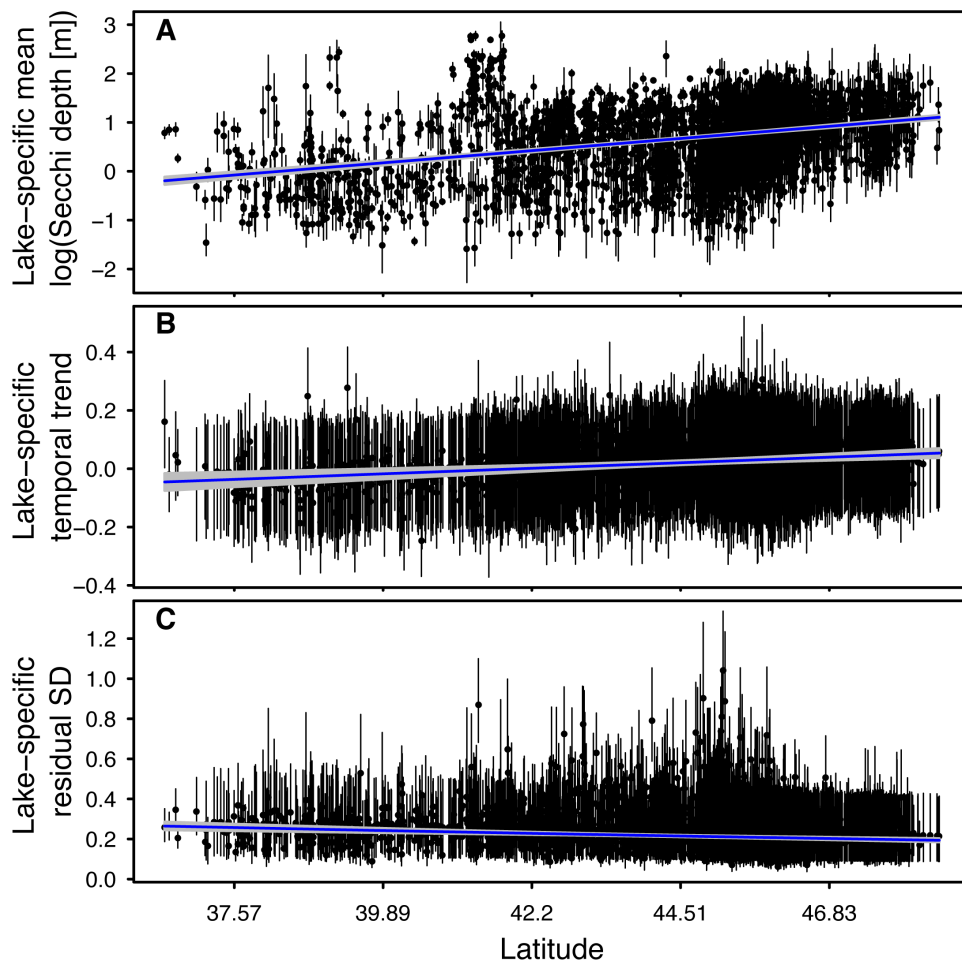 A
Lake−specific mean
log(Secchi depth [m])
3
2
1
0
−1
−2
B
Lake−specific
temporal trend
0.4
0.2
0.0
−0.2
−0.4
C
Lake−specific
residual SD
1.2
1.0
0.8
0.6
0.4
0.2
0.0
37.57 39.89 42.2 44.51 46.83
Latitude